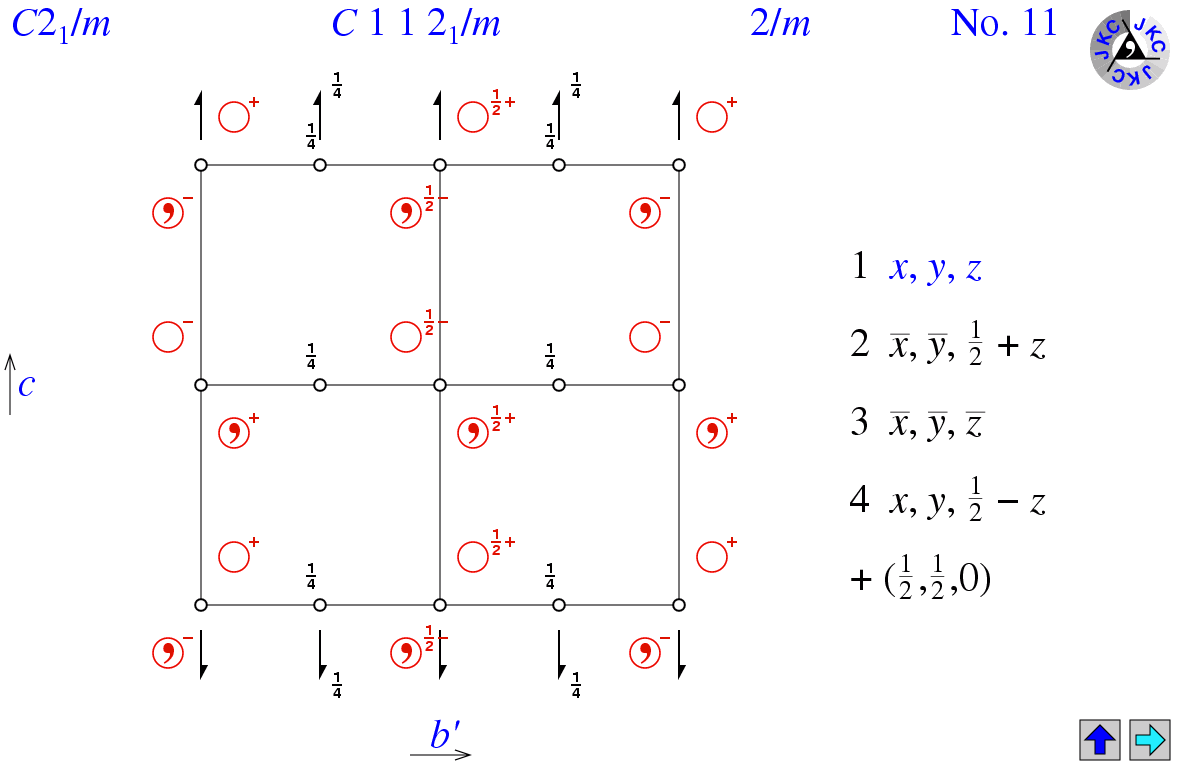 C2₁/m C 1 1 2₁/m 2/m No. 11
JKC JKC JKC
1/4 1/4
+ 1/2+ +
1/4 1/4
− 1/2− −
1 x, y, z
− 1/2− −
2 x̅, y̅, 1/2 + z
1/4 1/4
c
+ 1/2+ +
3 x̅, y̅, z̅
4 x, y, 1/2 − z
+ 1/2+ +
1/4 1/4
+ (1/2,1/2,0)
− 1/2− −
1/4 1/4
b′